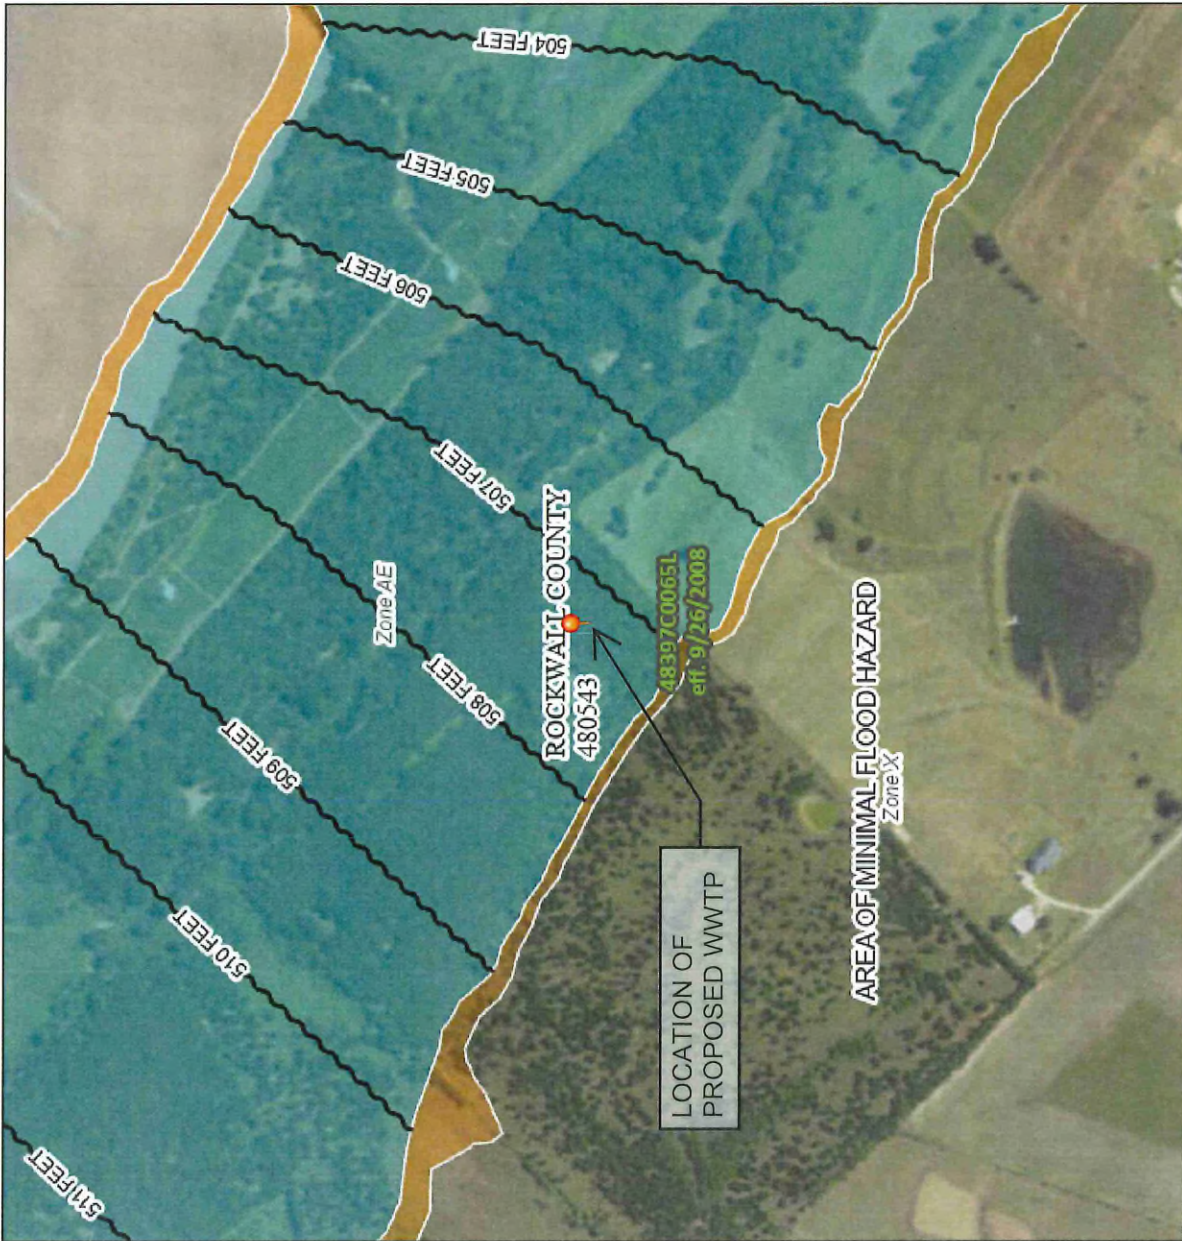 504 FEET
505 FEET
506 FEET
507 FEET
508 FEET
509 FEET
510 FEET
511 FEET
Zone AE
ROCKWALL COUNTY
480543
48397C0065L
eff. 9/26/2008
LOCATION OF
PROPOSED WWTP
AREA OF MINIMAL FLOOD HAZARD
Zone X